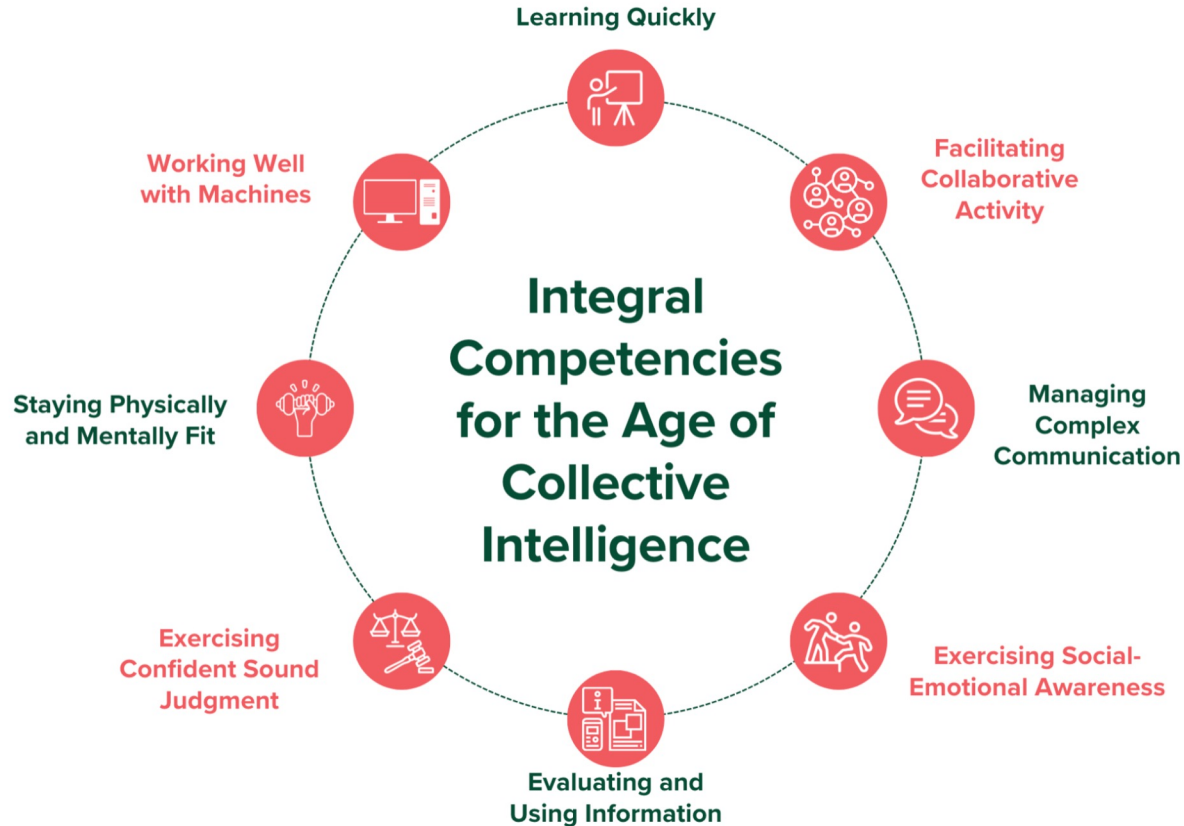 Learning Quickly
Facilitating
Collaborative
Activity
Managing
Complex
Communication
Exercising Social-
Emotional Awareness
Evaluating and
Using Information
Exercising
Confident Sound
Judgment
Staying Physically
and Mentally Fit
Working Well
with Machines
Integral
Competencies
for the Age of
Collective
Intelligence